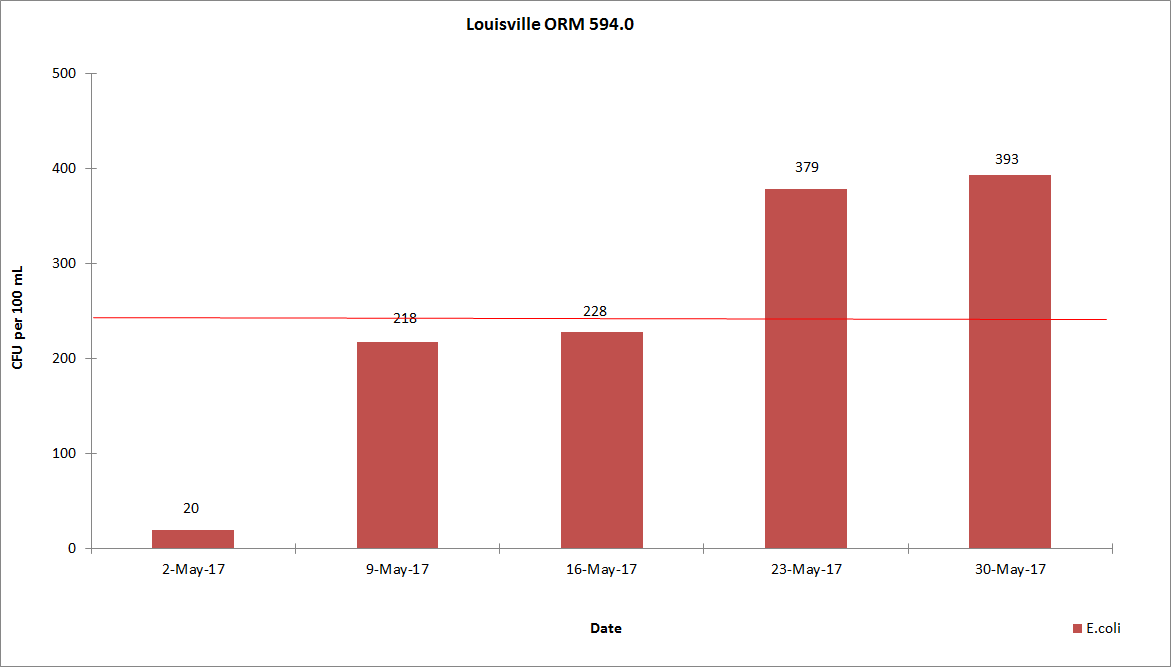 Louisville ORM 594.0
500
400
300
200
100
0
CFU per 100 mL
20
218
228
379
393
2-May-17
9-May-17
16-May-17
23-May-17
30-May-17
Date
E.coli